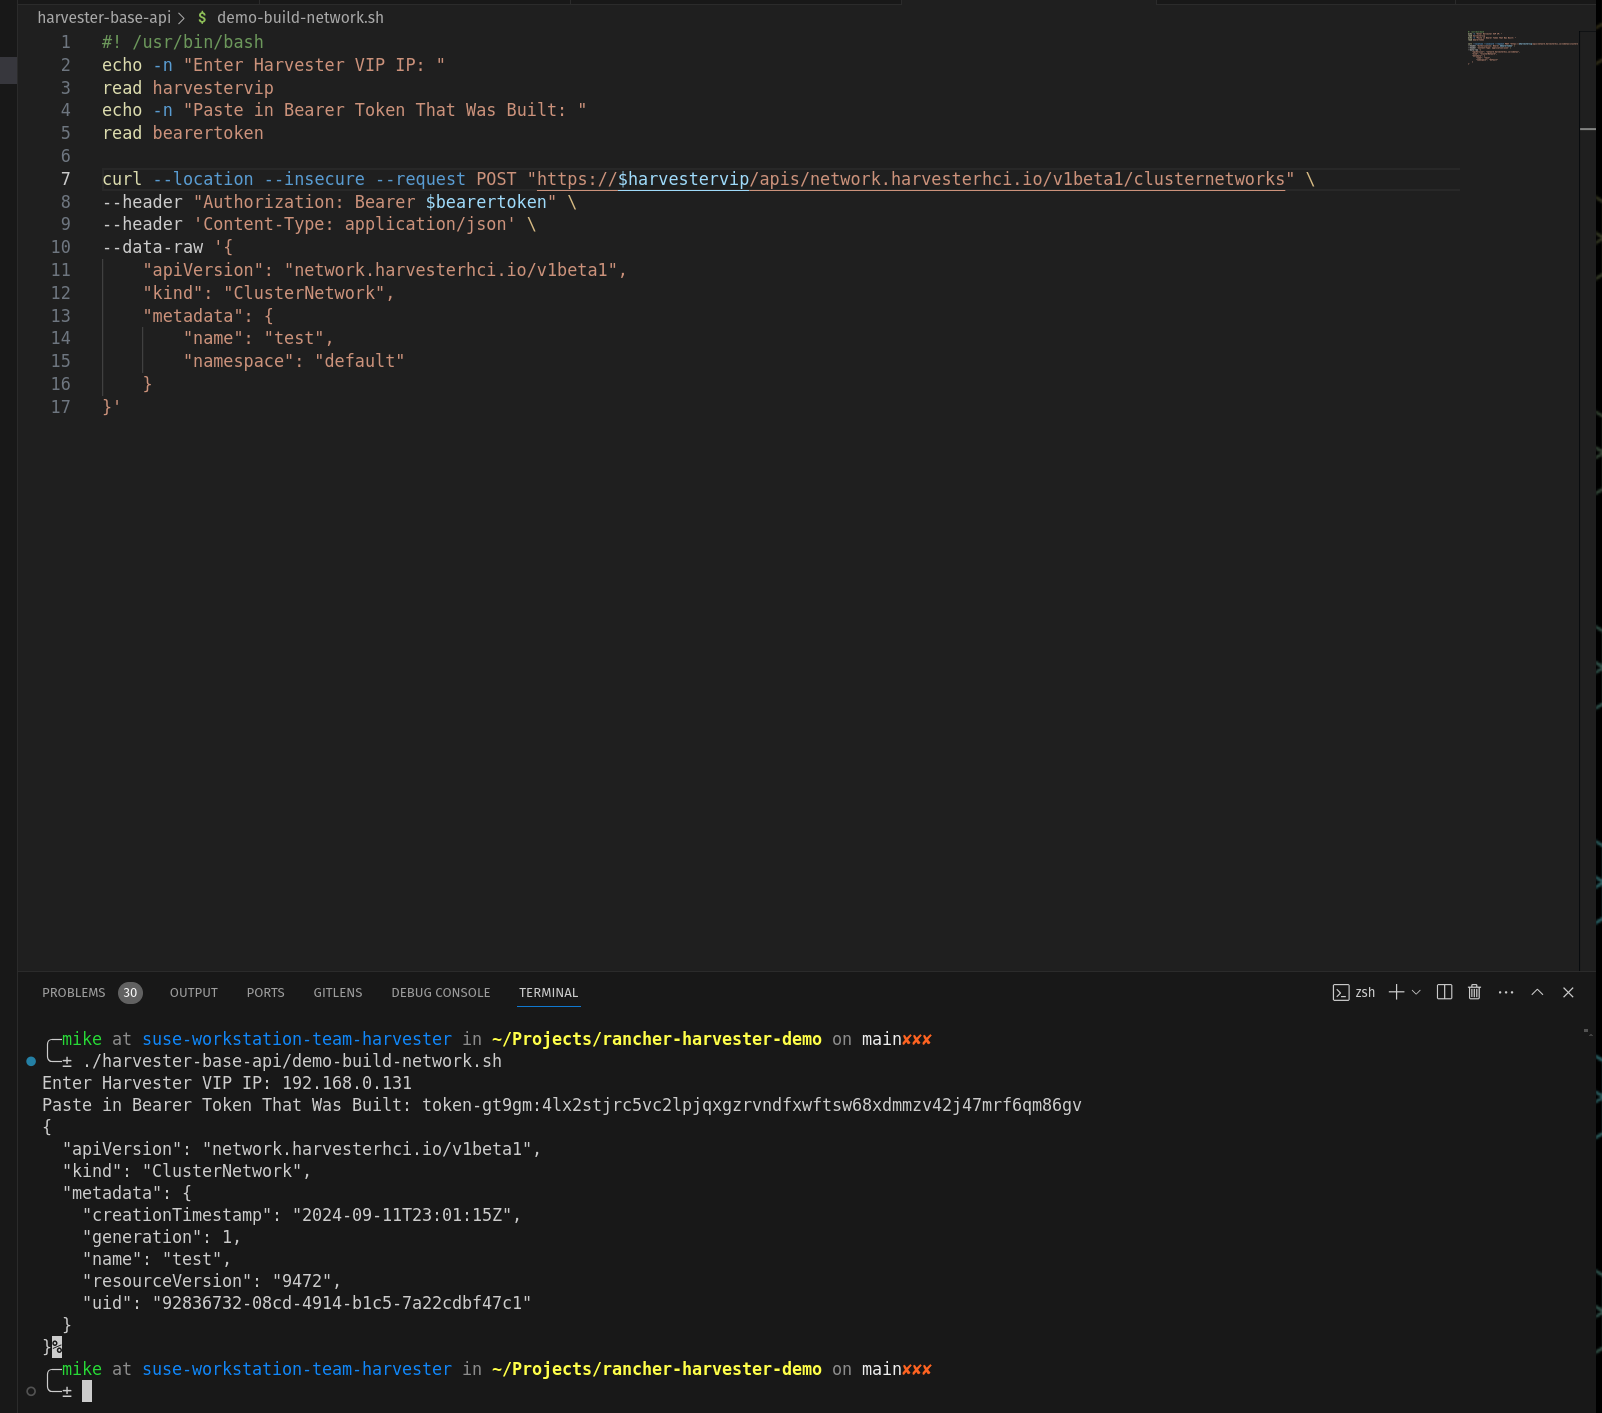 harvester-base-api > $ demo-build-network.sh
1 #! /usr/bin/bash
2 echo -n "Enter Harvester VIP IP: "
3 read harvestervip
4 echo -n "Paste in Bearer Token That Was Built: "
5 read bearertoken
6
7 curl --location --insecure --request POST "https://$harvestervip/apis/network.harvesterhci.io/v1beta1/clusternetworks" \
8 --header "Authorization: Bearer $bearertoken" \
9 --header 'Content-Type: application/json' \
10 --data-raw '{
11     "apiVersion": "network.harvesterhci.io/v1beta1",
12     "kind": "ClusterNetwork",
13     "metadata": {
14         "name": "test",
15         "namespace": "default"
16     }
17 }'
PROBLEMS 30 OUTPUT PORTS GITLENS DEBUG CONSOLE TERMINAL zsh
╭─mike at suse-workstation-team-harvester in ~/Projects/rancher-harvester-demo on main✘✘✘
╰─± ./harvester-base-api/demo-build-network.sh
Enter Harvester VIP IP: 192.168.0.131
Paste in Bearer Token That Was Built: token-gt9gm:4lx2stjrc5vc2lpjqxgzrvndfxwftsw68xdmmzv42j47mrf6qm86gv
{
  "apiVersion": "network.harvesterhci.io/v1beta1",
  "kind": "ClusterNetwork",
  "metadata": {
    "creationTimestamp": "2024-09-11T23:01:15Z",
    "generation": 1,
    "name": "test",
    "resourceVersion": "9472",
    "uid": "92836732-08cd-4914-b1c5-7a22cdbf47c1"
  }
}%
╭─mike at suse-workstation-team-harvester in ~/Projects/rancher-harvester-demo on main✘✘✘
╰─±